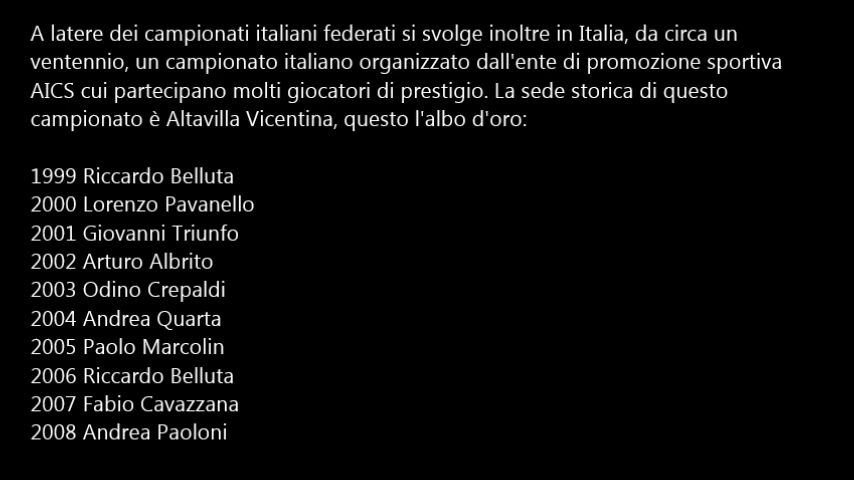 A latere dei campionati italiani federati si svolge inoltre in Italia, da circa un
ventennio, un campionato italiano organizzato dall'ente di promozione sportiva
AICS cui partecipano molti giocatori di prestigio. La sede storica di questo
campionato è Altavilla Vicentina, questo l'albo d'oro:
1999 Riccardo Belluta
2000 Lorenzo Pavanello
2001 Giovanni Triunfo
2002 Arturo Albrito
2003 Odino Crepaldi
2004 Andrea Quarta
2005 Paolo Marcolin
2006 Riccardo Belluta
2007 Fabio Cavazzana
2008 Andrea Paoloni